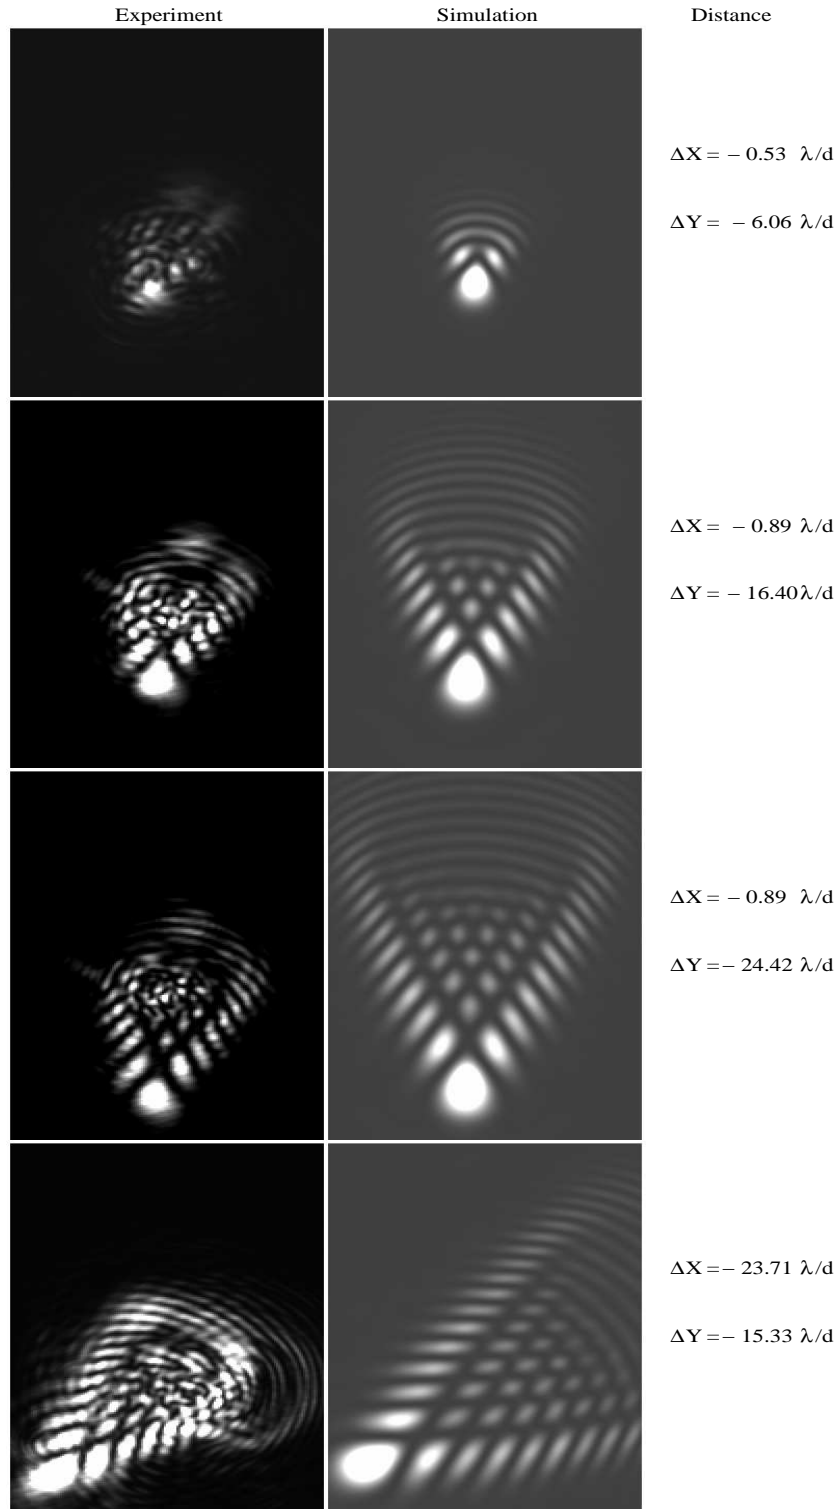 Experiment Simulation Distance
ΔX = − 0.53 λ/d
ΔY = − 6.06 λ/d
ΔX = − 0.89 λ/d
ΔY = − 16.40 λ/d
ΔX = − 0.89 λ/d
ΔY = − 24.42 λ/d
ΔX = − 23.71 λ/d
ΔY = − 15.33 λ/d